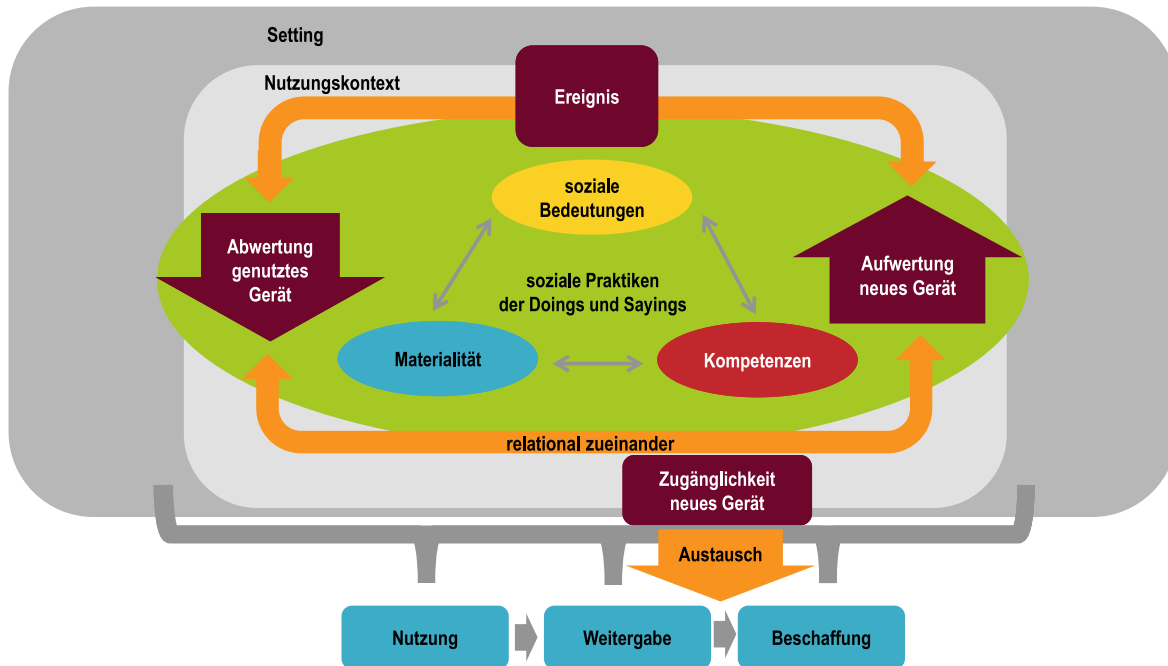 Setting
Nutzungskontext
Ereignis
soziale
Bedeutungen
Abwertung
genutztes
Gerät
soziale Praktiken
der Doings und Sayings
Aufwertung
neues Gerät
Materialität
Kompetenzen
relational zueinander
Zugänglichkeit
neues Gerät
Austausch
Nutzung
Weitergabe
Beschaffung